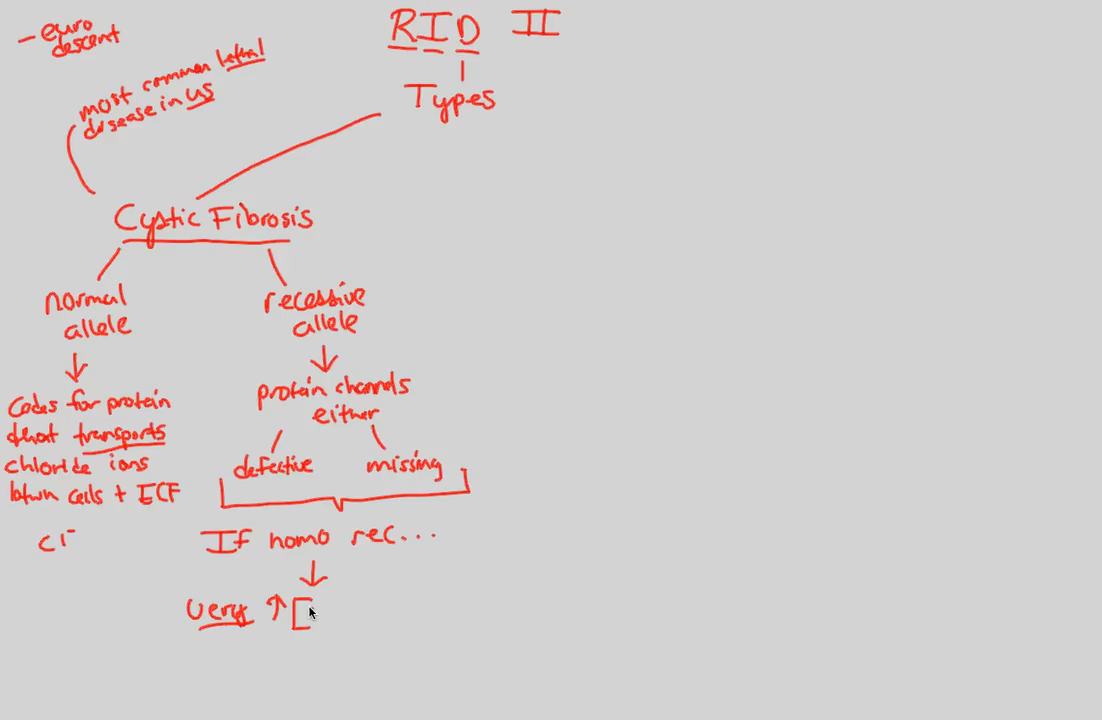 RID II
Types
- euro
descent
most common lethal
disease in US
Cystic Fibrosis
normal
allele
Codes for protein
that transports
chloride ions
btwn cells + ECF
Cl-
recessive
allele
protein channels
either
defective missing
If homo rec...
very ↑ [